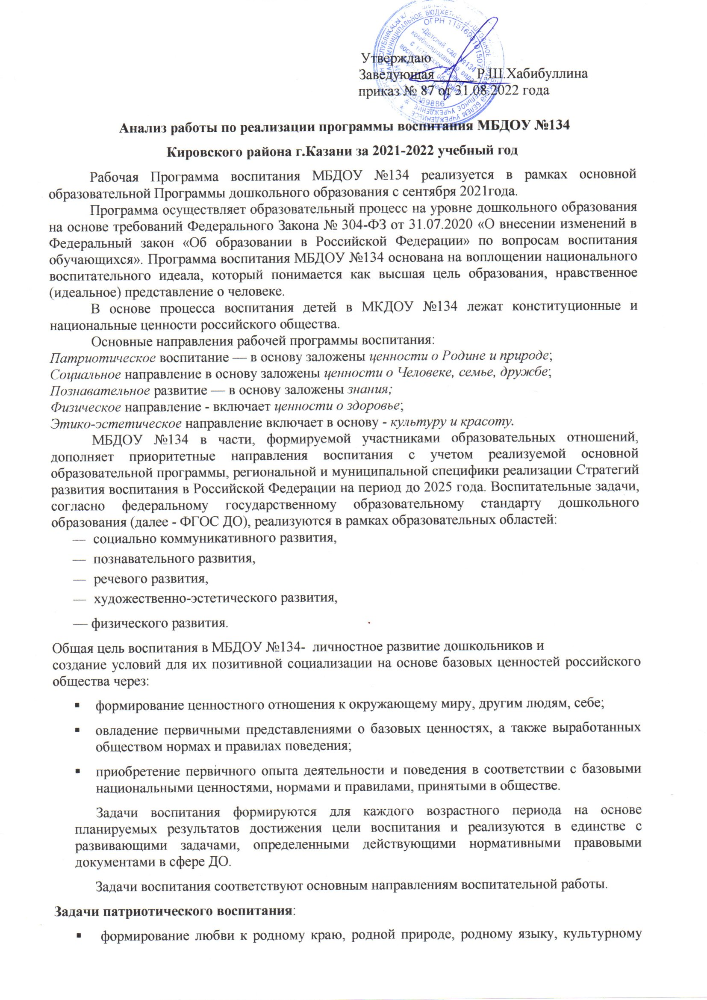 Утверждаю
Заведующая Р.Ш.Хабибуллина
приказ № 87 от 31.08.2022 года
ОГРН 1151690101507
«Детский сад №134
комбинированного вида
с татарским языком
воспитания и обучения»
Анализ работы по реализации программы воспитания МБДОУ №134
Кировского района г.Казани за 2021-2022 учебный год
Рабочая Программа воспитания МБДОУ №134 реализуется в рамках основной
образовательной Программы дошкольного образования с сентября 2021года.
Программа осуществляет образовательный процесс на уровне дошкольного образования
на основе требований Федерального Закона № 304-ФЗ от 31.07.2020 «О внесении изменений в
Федеральный закон «Об образовании в Российской Федерации» по вопросам воспитания
обучающихся». Программа воспитания МБДОУ №134 основана на воплощении национального
воспитательного идеала, который понимается как высшая цель образования, нравственное
(идеальное) представление о человеке.
В основе процесса воспитания детей в МКДОУ №134 лежат конституционные и
национальные ценности российского общества.
Основные направления рабочей программы воспитания:
Патриотическое воспитание — в основу заложены ценности о Родине и природе;
Социальное направление в основу заложены ценности о Человеке, семье, дружбе;
Познавательное развитие — в основу заложены знания;
Физическое направление - включает ценности о здоровье;
Этико-эстетическое направление включает в основу - культуру и красоту.
МБДОУ №134 в части, формируемой участниками образовательных отношений,
дополняет приоритетные направления воспитания с учетом реализуемой основной
образовательной программы, региональной и муниципальной специфики реализации Стратегий
развития воспитания в Российской Федерации на период до 2025 года. Воспитательные задачи,
согласно федеральному государственному образовательному стандарту дошкольного
образования (далее - ФГОС ДО), реализуются в рамках образовательных областей:
— социально коммуникативного развития,
— познавательного развития,
— речевого развития,
— художественно-эстетического развития,
— физического развития.
Общая цель воспитания в МБДОУ №134- личностное развитие дошкольников и
создание условий для их позитивной социализации на основе базовых ценностей российского
общества через:
▪ формирование ценностного отношения к окружающему миру, другим людям, себе;
▪ овладение первичными представлениями о базовых ценностях, а также выработанных
обществом нормах и правилах поведения;
▪ приобретение первичного опыта деятельности и поведения в соответствии с базовыми
национальными ценностями, нормами и правилами, принятыми в обществе.
Задачи воспитания формируются для каждого возрастного периода на основе
планируемых результатов достижения цели воспитания и реализуются в единстве с
развивающими задачами, определенными действующими нормативными правовыми
документами в сфере ДО.
Задачи воспитания соответствуют основным направлениям воспитательной работы.
Задачи патриотического воспитания:
▪ формирование любви к родному краю, родной природе, родному языку, культурному